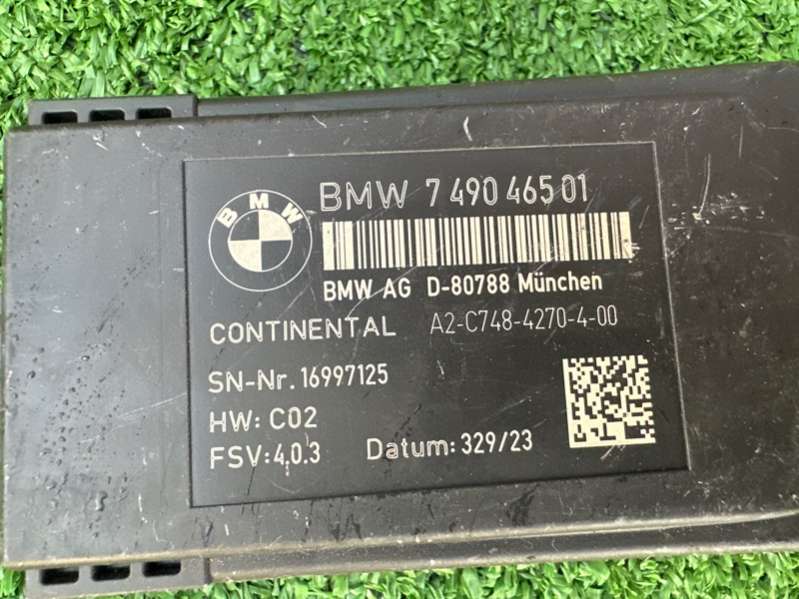 BMW
BMW 7 490 465 01
BMW AG D-80788 München
CONTINENTAL A2-C748-4270-4-00
SN-Nr. 16997125
HW: C02
FSV:4.0.3 Datum: 329/23